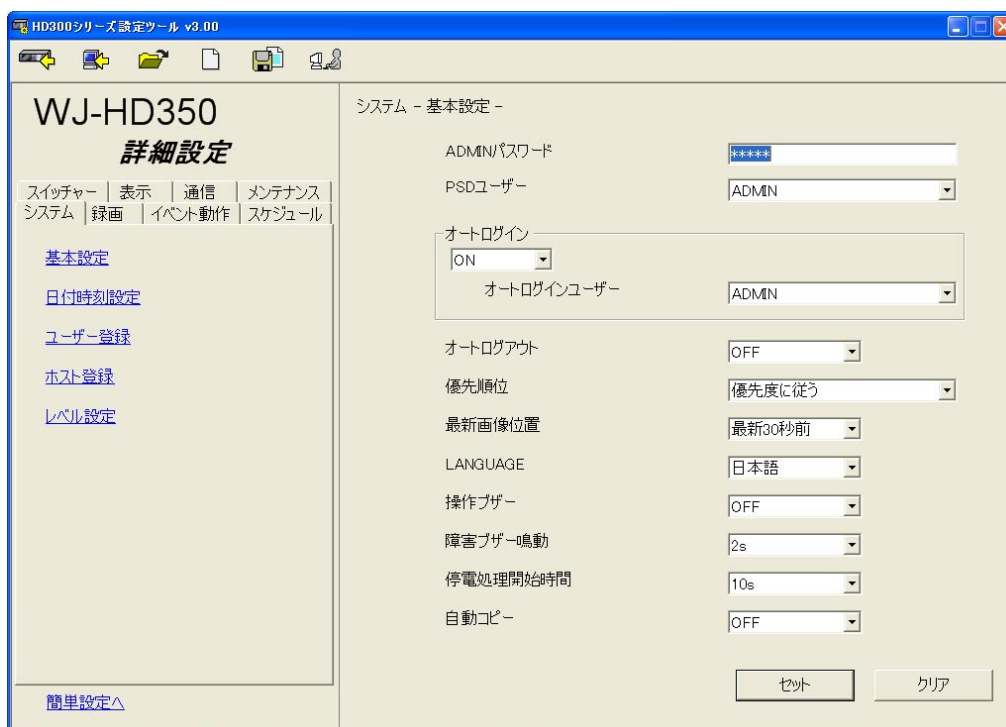 HD300シリーズ設定ツール v3.00
WJ-HD350
詳細設定
スイッチャー 表示 通信 メンテナンス
システム 録画 イベント動作 スケジュール
基本設定
日付時刻設定
ユーザー登録
ホスト登録
レベル設定
簡単設定へ
システム - 基本設定 -
ADMINパスワード *****
PSDユーザー ADMIN
オートログイン
ON
オートログインユーザー ADMIN
オートログアウト OFF
優先順位 優先度に従う
最新画像位置 最新30秒前
LANGUAGE 日本語
操作ブザー OFF
障害ブザー鳴動 2s
停電処理開始時間 10s
自動コピー OFF
セット クリア